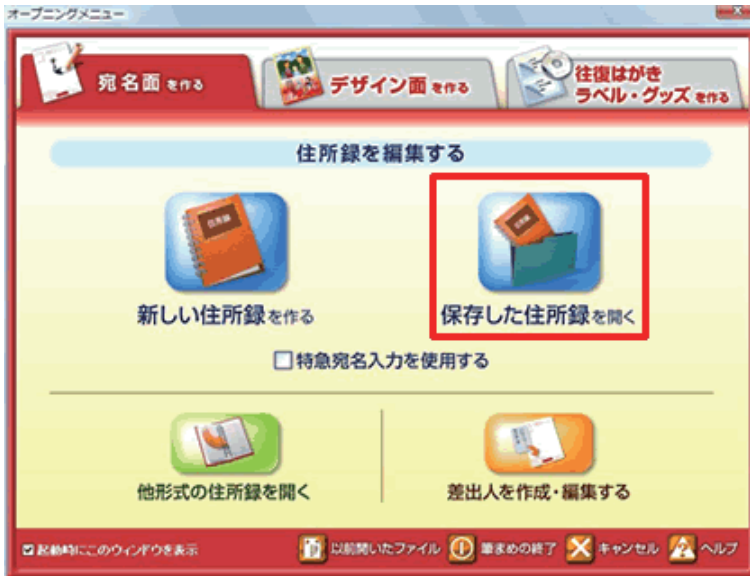 オープニングメニュー
宛名面を作る
デザイン面を作る
往復はがき
ラベル・グッズを作る
住所録を編集する
住所録
住所録
新しい住所録を作る
保存した住所録を開く
特急宛名入力を使用する
他形式の住所録を開く
差出人を作成・編集する
起動時にこのウィンドウを表示
以前開いたファイル
筆まめの終了
キャンセル
ヘルプ